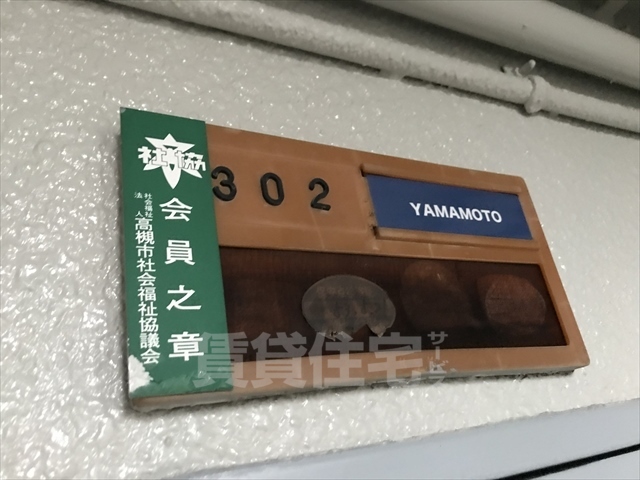 社協
会員之章
社会福祉法人
高槻市社会福祉協議会
302
YAMAMOTO
賃貸住宅サービス